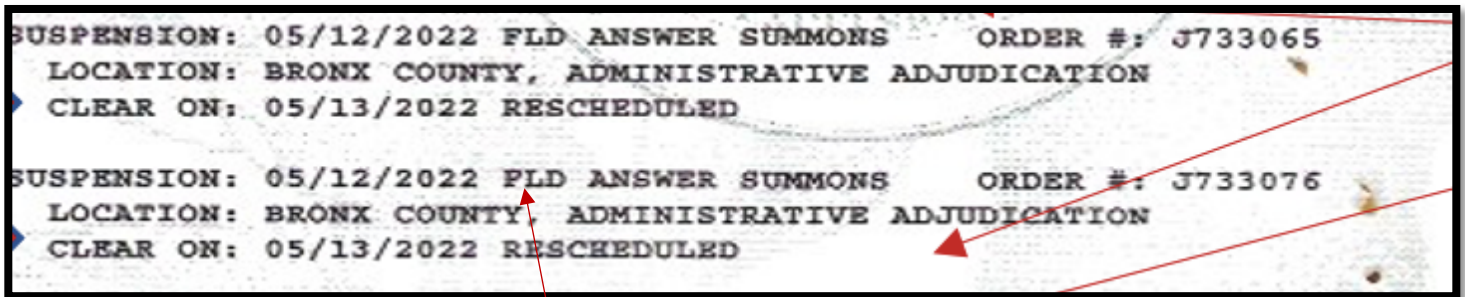 SUSPENSION: 05/12/2022 FLD ANSWER SUMMONS ORDER #: J733065
LOCATION: BRONX COUNTY, ADMINISTRATIVE ADJUDICATION
CLEAR ON: 05/13/2022 RESCHEDULED
SUSPENSION: 05/12/2022 FLD ANSWER SUMMONS ORDER #: J733076
LOCATION: BRONX COUNTY, ADMINISTRATIVE ADJUDICATION
CLEAR ON: 05/13/2022 RESCHEDULED